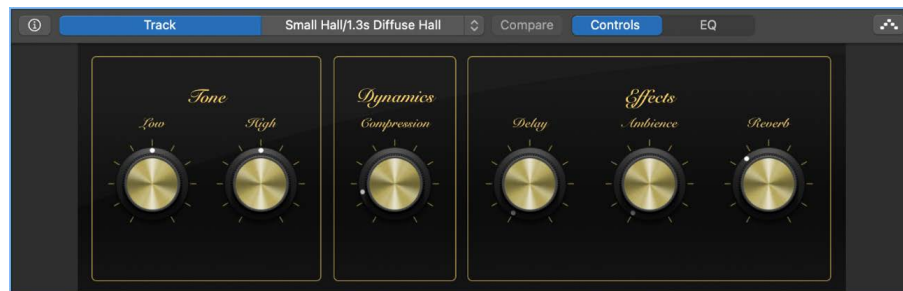 Track Small Hall/1.3s Diffuse Hall Compare Controls EQ
Tone
Low High
Dynamics
Compression
Effects
Delay Ambience Reverb